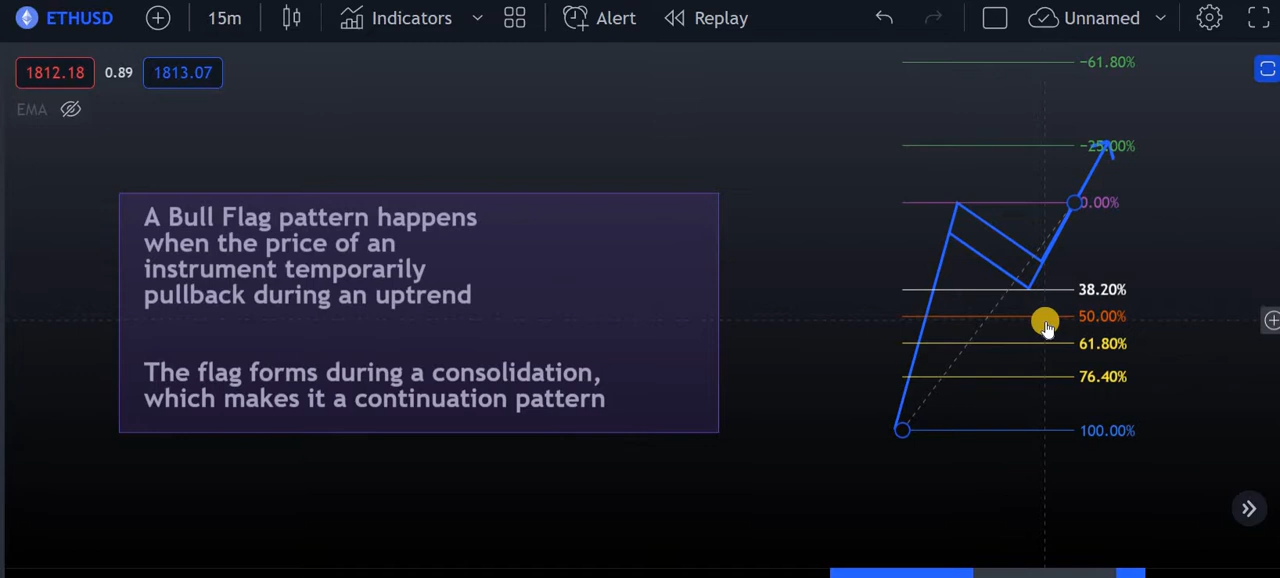 ETHUSD 15m Indicators Alert Replay Unnamed
1812.18 0.89 1813.07
EMA
A Bull Flag pattern happens
when the price of an
instrument temporarily
pullback during an uptrend
The flag forms during a consolidation,
which makes it a continuation pattern
-61.80%
-25.00%
0.00%
38.20%
50.00%
61.80%
76.40%
100.00%